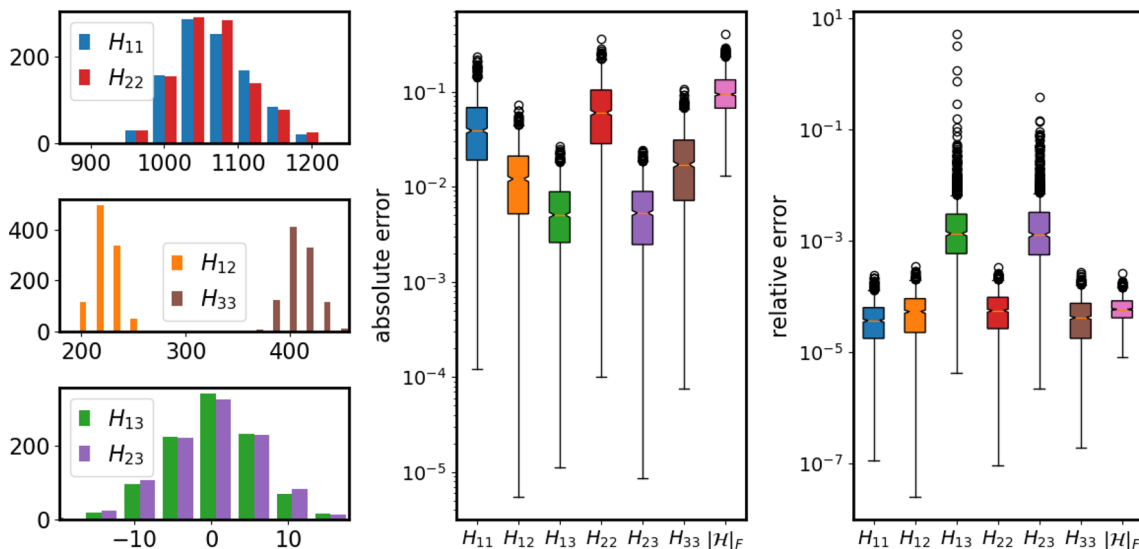 H₁₁
H₂₂
200
0
900 1000 1100 1200
H₁₂
H₃₃
400
200
0
200 300 400
H₁₃
H₂₃
200
0
−10 0 10
absolute error
10⁻¹
10⁻²
10⁻³
10⁻⁴
10⁻⁵
H₁₁ H₁₂ H₁₃ H₂₂ H₂₃ H₃₃ |ℋ|_F
relative error
10¹
10⁻¹
10⁻³
10⁻⁵
10⁻⁷
H₁₁ H₁₂ H₁₃ H₂₂ H₂₃ H₃₃ |ℋ|_F